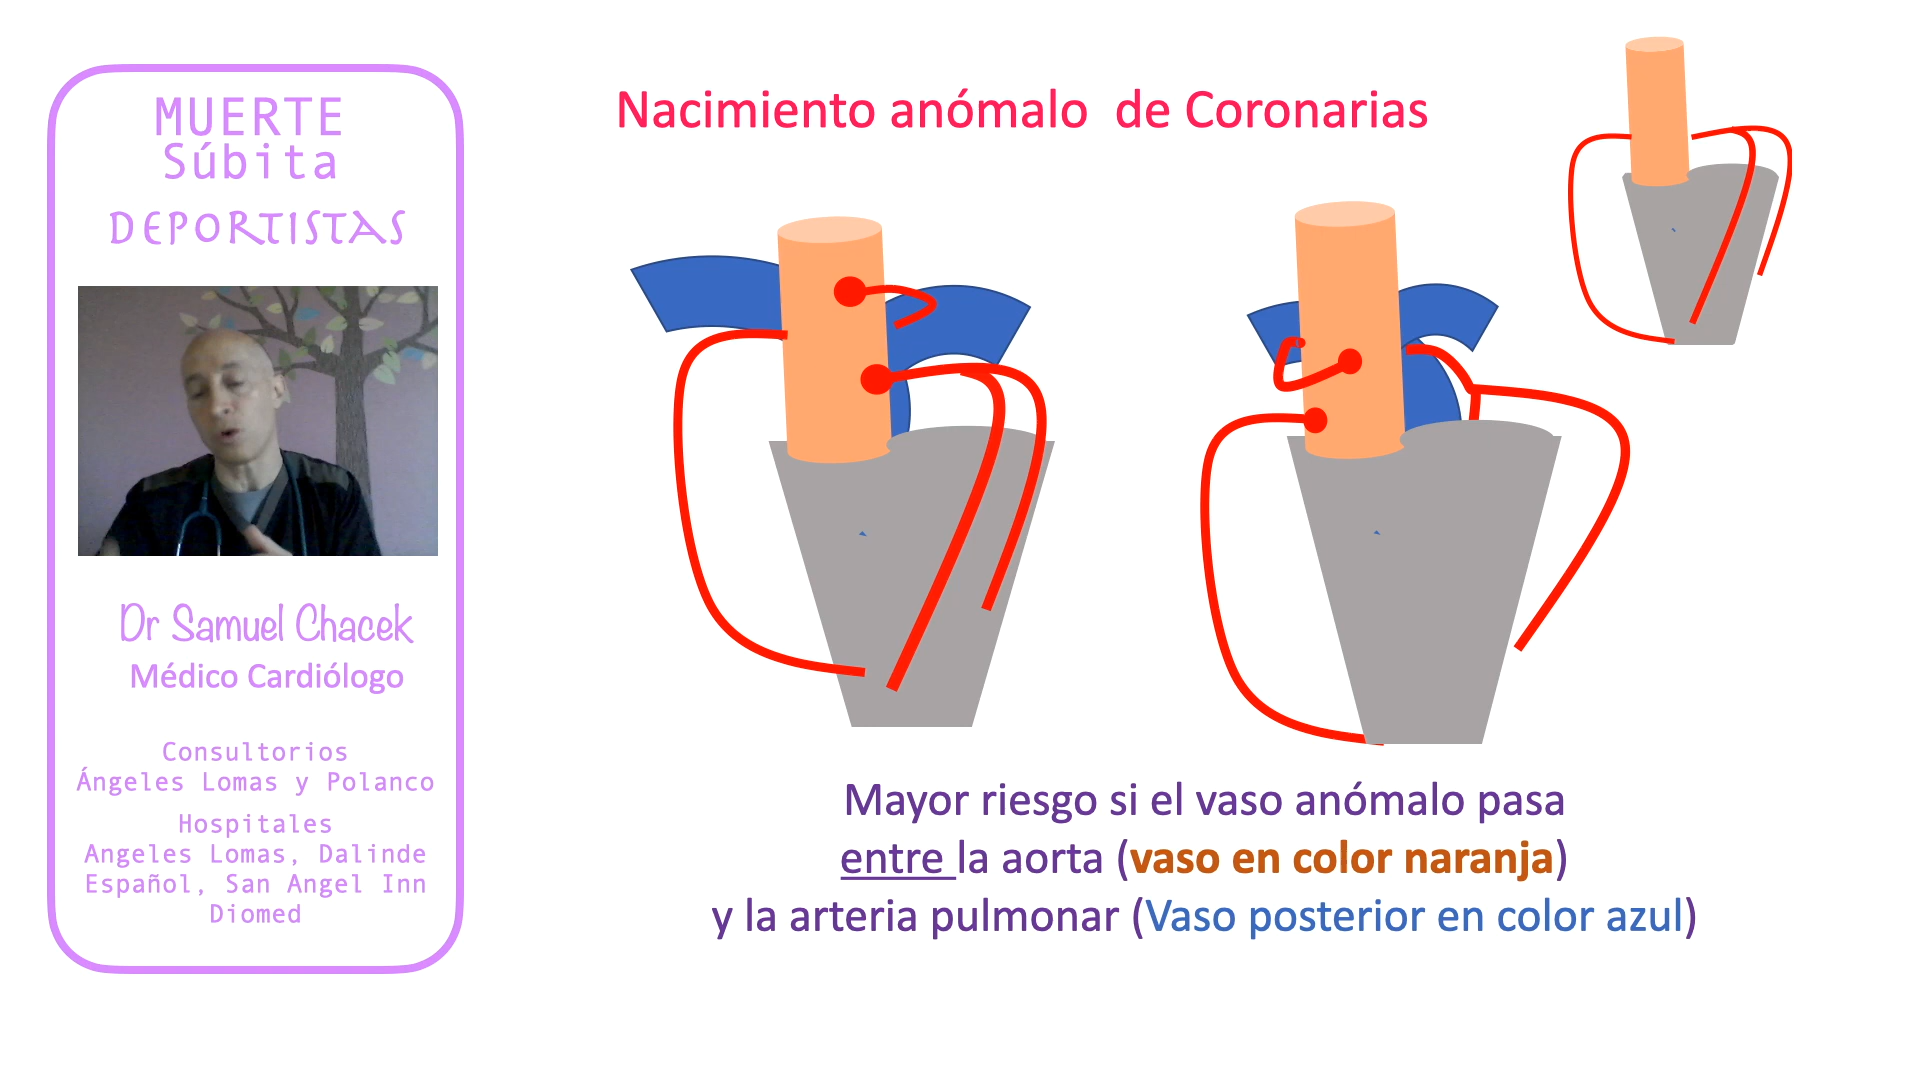 MUERTE
Súbita
DEPORTISTAS
Dr Samuel Chacek
Médico Cardiólogo
Consultorios
Ángeles Lomas y Polanco
Hospitales
Angeles Lomas, Dalinde
Español, San Angel Inn
Diomed
Nacimiento anómalo de Coronarias
Mayor riesgo si el vaso anómalo pasa
entre la aorta (vaso en color naranja)
y la arteria pulmonar (Vaso posterior en color azul)